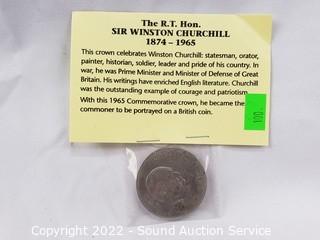 The R.T. Hon.
SIR WINSTON CHURCHILL
1874 - 1965
This crown celebrates Winston Churchill: statesman, orator,
painter, historian, soldier, leader and pride of his country. In
war, he was Prime Minister and Minister of Defense of Great
Britain. His writings have enriched English literature. Churchill
was the outstanding example of courage and patriotism
With this 1965 Commemorative crown, he became the
commoner to be portrayed on a British coin.
100
Copyright 2022 - Sound Auction Service